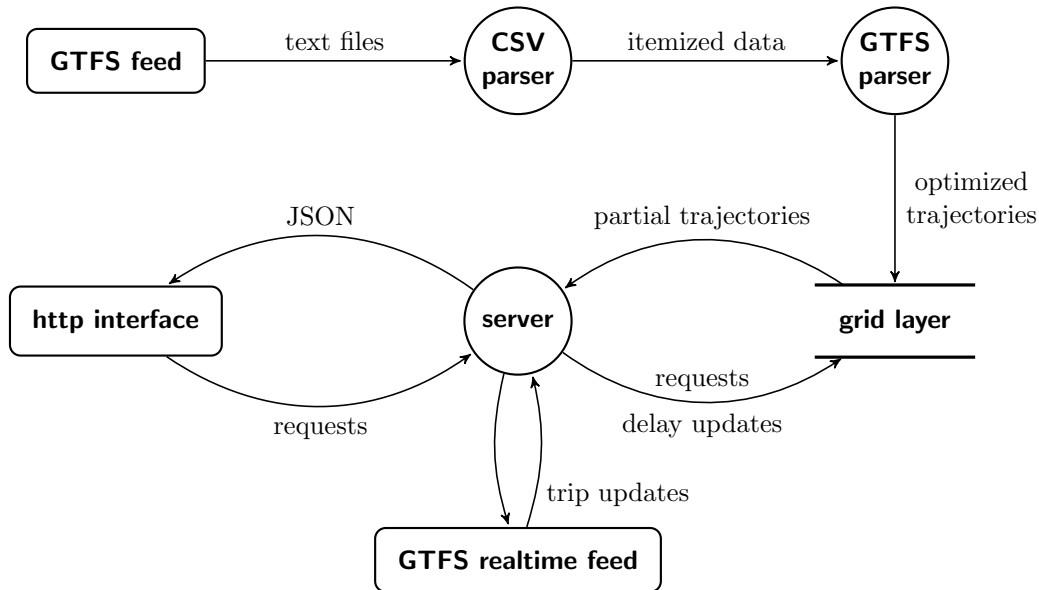 GTFS feed
text files
CSV
parser
itemized data
GTFS
parser
optimized
trajectories
JSON
partial trajectories
http interface
server
grid layer
requests
requests
delay updates
trip updates
GTFS realtime feed